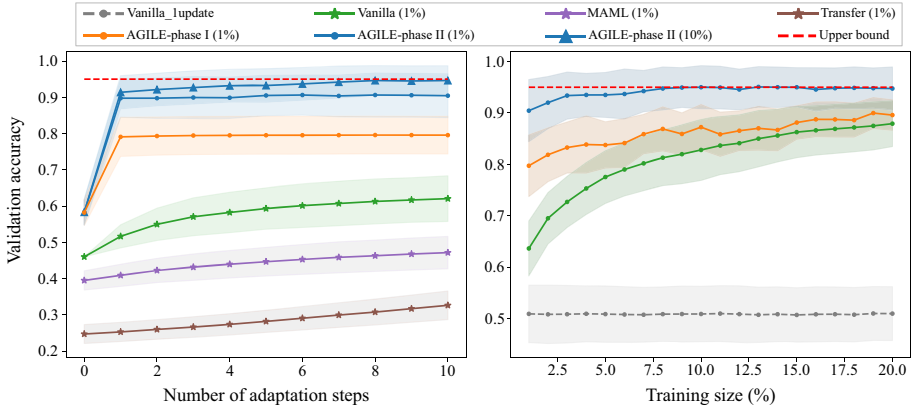 Vanilla_1update Vanilla (1%) MAML (1%) Transfer (1%)
AGILE-phase I (1%) AGILE-phase II (1%) AGILE-phase II (10%) Upper bound
Validation accuracy
1.0
0.9
0.8
0.7
0.6
0.5
0.4
0.3
0.2
0 2 4 6 8 10
Number of adaptation steps
1.0
0.9
0.8
0.7
0.6
0.5
2.5 5.0 7.5 10.0 12.5 15.0 17.5 20.0
Training size (%)